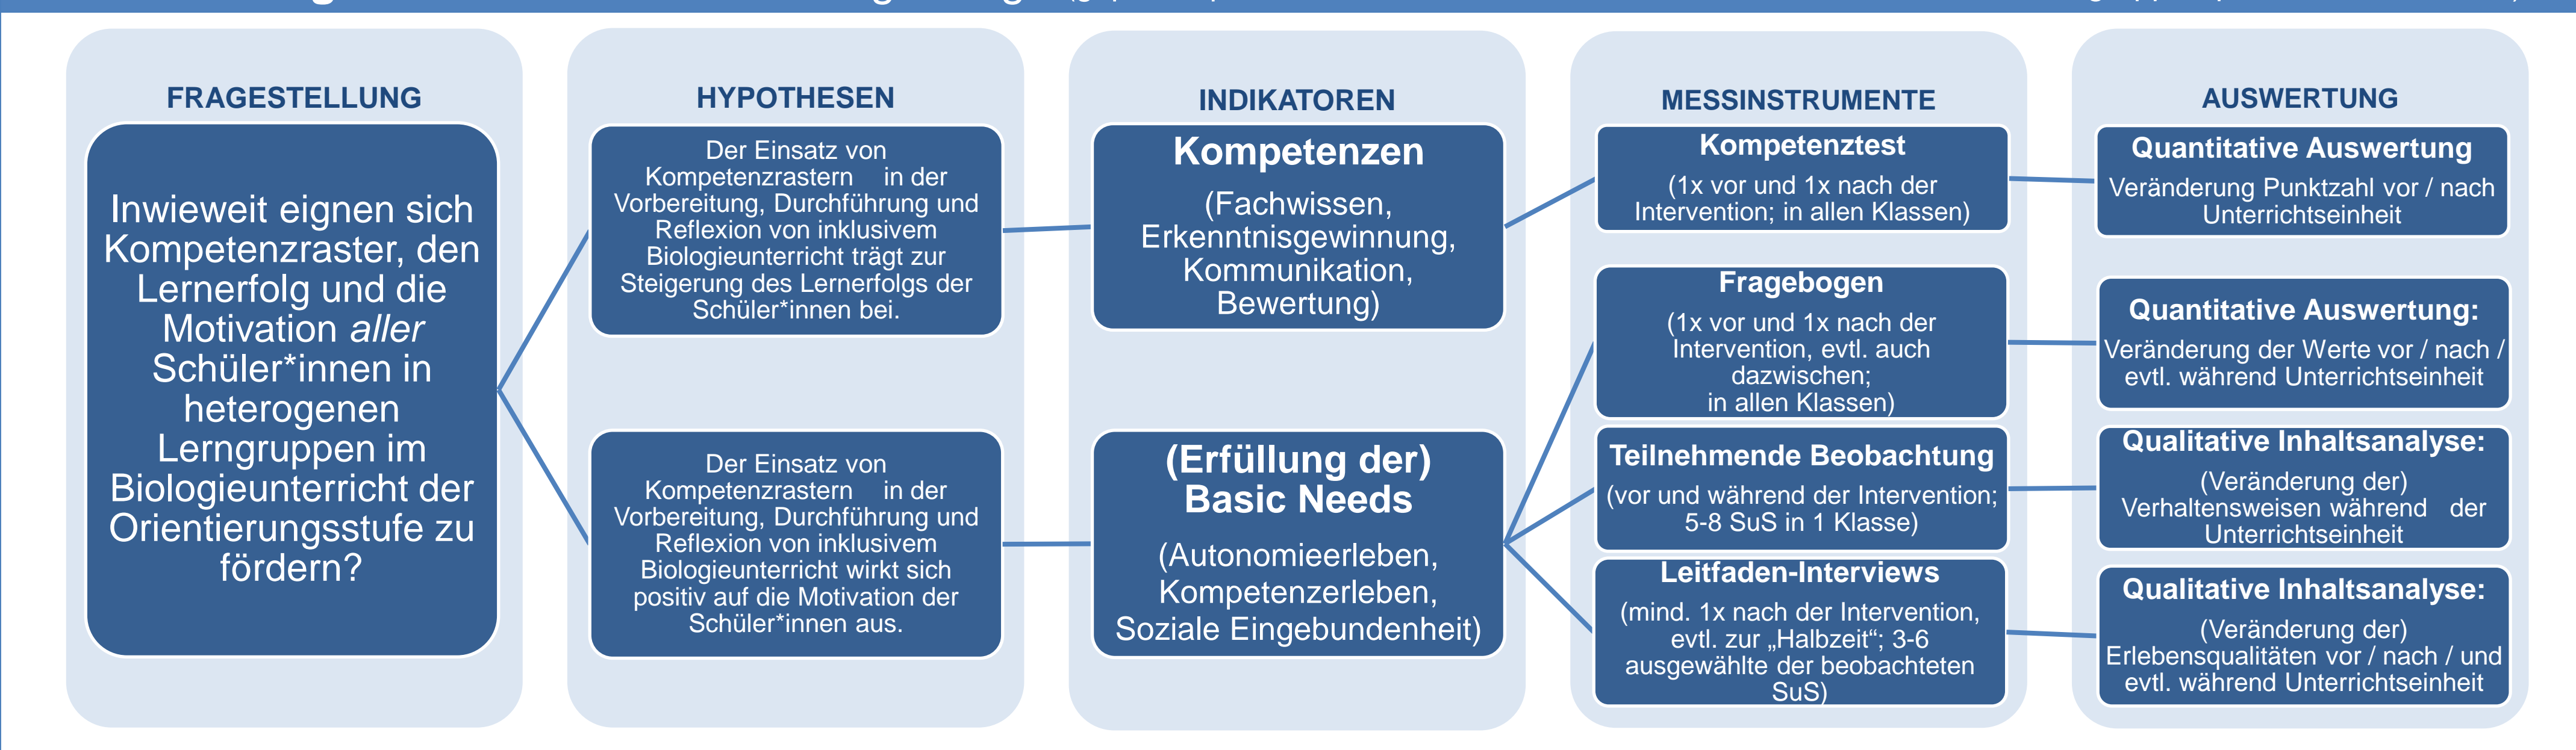 FRAGESTELLUNG
Inwieweit eignen sich
Kompetenzraster, den
Lernerfolg und die
Motivation aller
Schüler*innen in
heterogenen
Lerngruppen im
Biologieunterricht der
Orientierungsstufe zu
fördern?
HYPOTHESEN
Der Einsatz von
Kompetenzrastern in der
Vorbereitung, Durchführung und
Reflexion von inklusivem
Biologieunterricht trägt zur
Steigerung des Lernerfolgs der
Schüler*innen bei.
Der Einsatz von
Kompetenzrastern in der
Vorbereitung, Durchführung und
Reflexion von inklusivem
Biologieunterricht wirkt sich
positiv auf die Motivation der
Schüler*innen aus.
INDIKATOREN
Kompetenzen
(Fachwissen,
Erkenntnisgewinnung,
Kommunikation,
Bewertung)
(Erfüllung der)
Basic Needs
(Autonomieerleben,
Kompetenzerleben,
Soziale Eingebundenheit)
MESSINSTRUMENTE
Kompetenztest
(1x vor und 1x nach der
Intervention; in allen Klassen)
Fragebogen
(1x vor und 1x nach der
Intervention, evtl. auch
dazwischen;
in allen Klassen)
Teilnehmende Beobachtung
(vor und während der Intervention;
5-8 SuS in 1 Klasse)
Leitfaden-Interviews
(mind. 1x nach der Intervention,
evtl. zur „Halbzeit“; 3-6
ausgewählte der beobachteten
SuS)
AUSWERTUNG
Quantitative Auswertung
Veränderung Punktzahl vor / nach
Unterrichtseinheit
Quantitative Auswertung:
Veränderung der Werte vor / nach /
evtl. während Unterrichtseinheit
Qualitative Inhaltsanalyse:
(Veränderung der)
Verhaltensweisen während der
Unterrichtseinheit
Qualitative Inhaltsanalyse:
(Veränderung der)
Erlebensqualitäten vor / nach / und
evtl. während Unterrichtseinheit